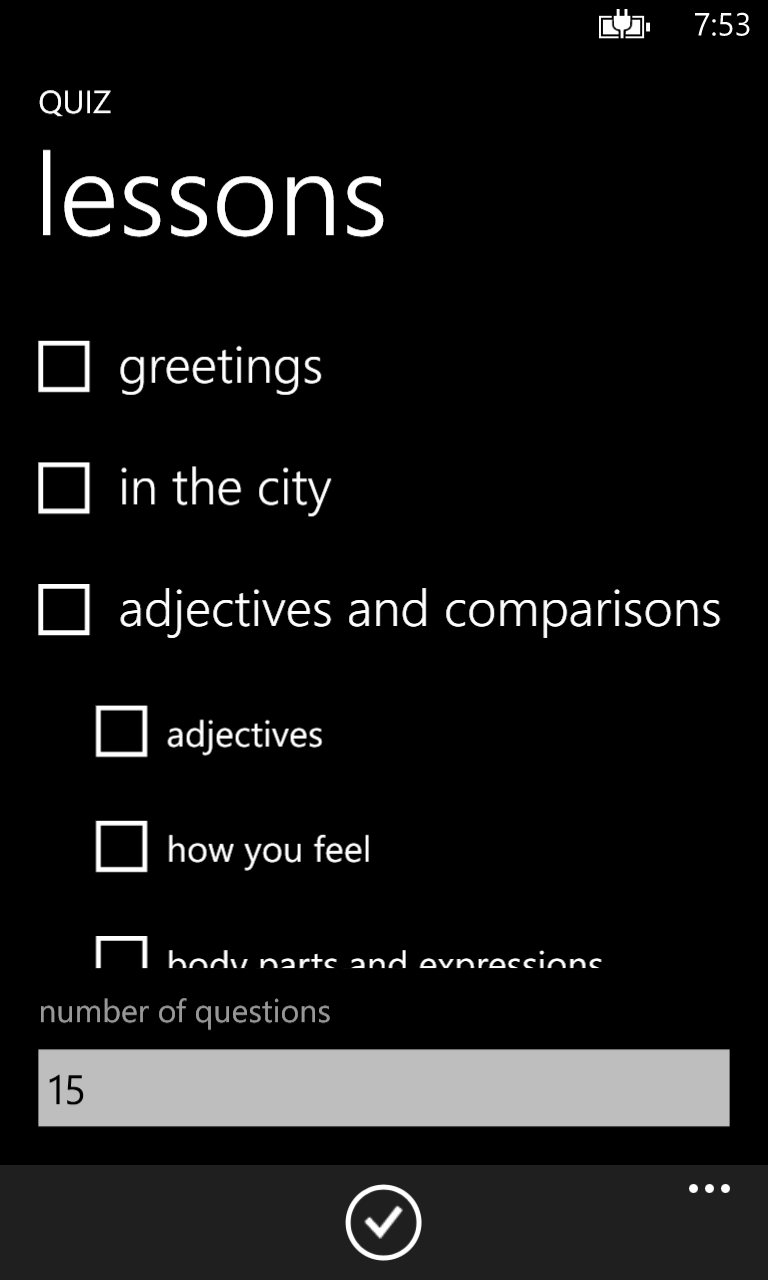 7:53
QUIZ
lessons
greetings
in the city
adjectives and comparisons
adjectives
how you feel
body parts and expressions
number of questions
15